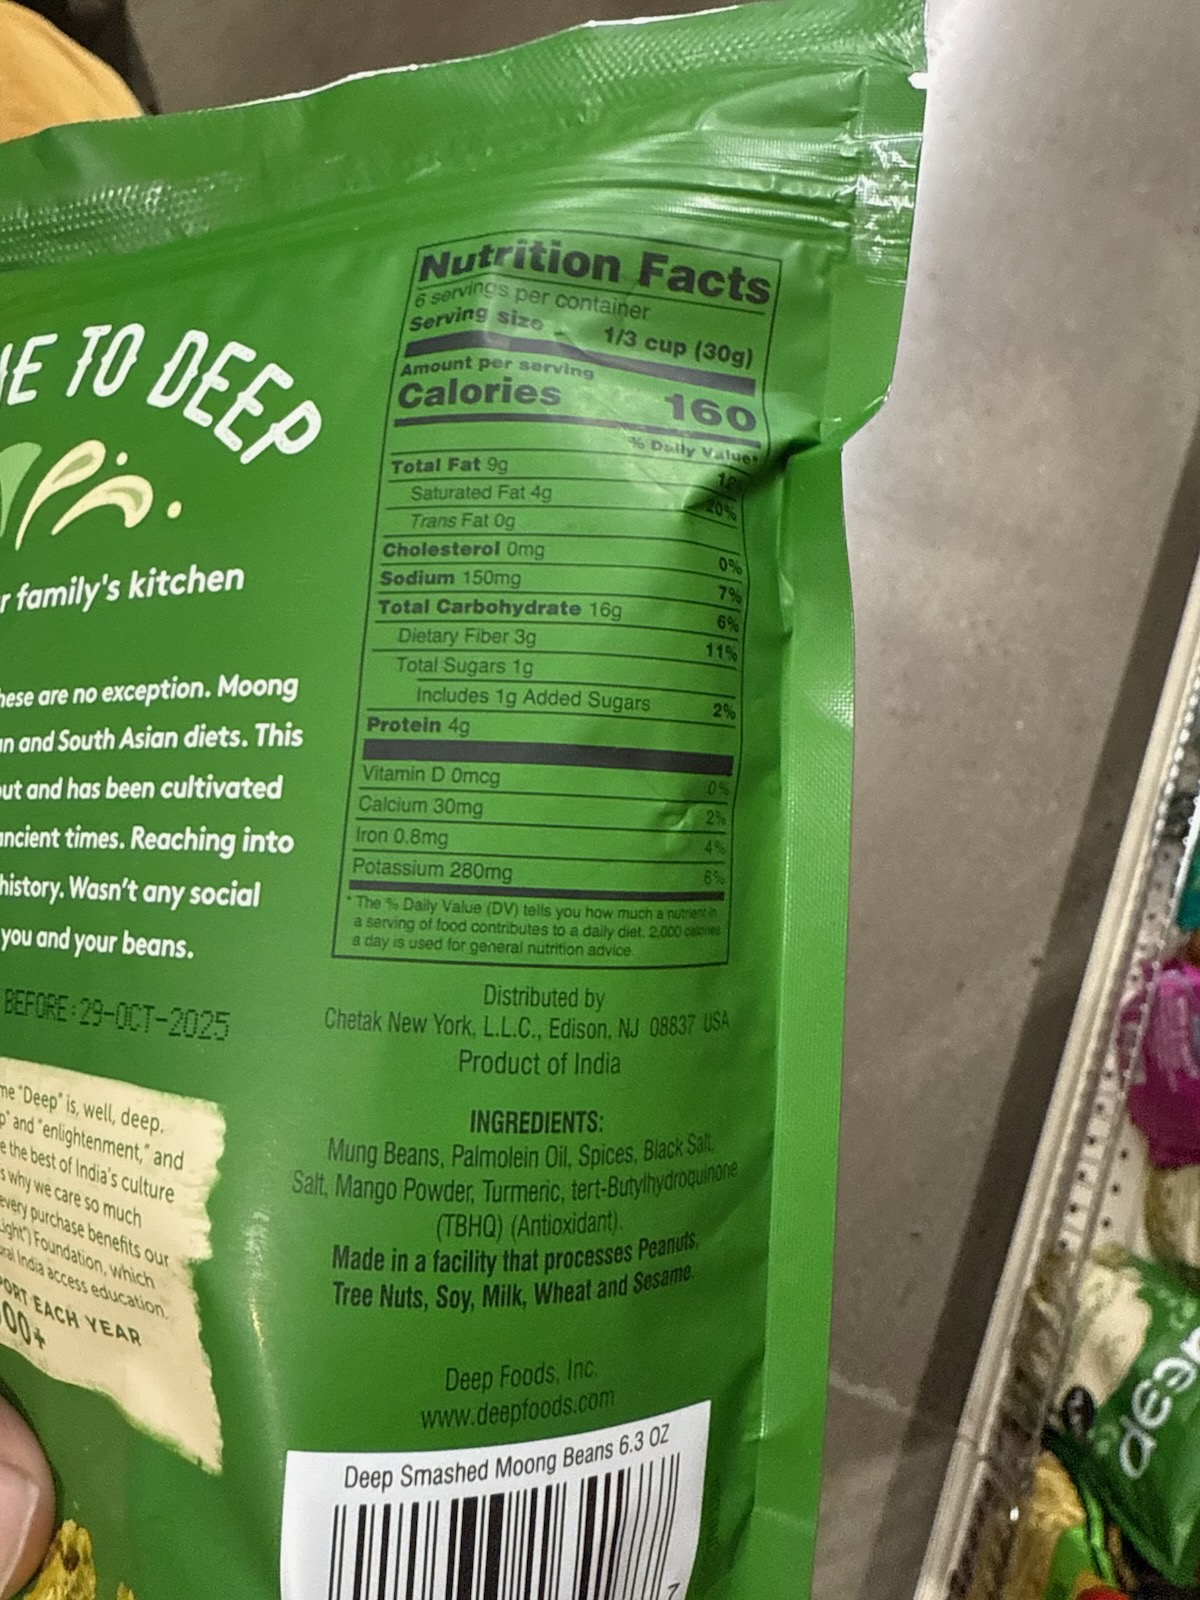 E TO DEEP
r family's kitchen
hese are no exception. Moong
an and South Asian diets. This
out and has been cultivated
ancient times. Reaching into
history. Wasn't any social
you and your beans.
BEFORE:29-OCT-2025
me "Deep" is, well, deep.
p" and "enlightenment," and
e the best of India's culture
s why we care so much
every purchase benefits our
Light") Foundation, which
ral India access education.
PORT EACH YEAR
00+
Nutrition Facts
6 servings per container
Serving size 1/3 cup (30g)
Amount per serving
Calories 160
% Daily Value*
Total Fat 9g 12
Saturated Fat 4g 20%
Trans Fat 0g
Cholesterol 0mg 0%
Sodium 150mg 7%
Total Carbohydrate 16g 6%
Dietary Fiber 3g 11%
Total Sugars 1g
Includes 1g Added Sugars 2%
Protein 4g
Vitamin D 0mcg 0%
Calcium 30mg 2%
Iron 0.8mg 4%
Potassium 280mg 6%
* The % Daily Value (DV) tells you how much a nutrient in
a serving of food contributes to a daily diet. 2,000 calories
a day is used for general nutrition advice.
Distributed by
Chetak New York, L.L.C., Edison, NJ 08837 USA
Product of India
INGREDIENTS:
Mung Beans, Palmolein Oil, Spices, Black Salt,
Salt, Mango Powder, Turmeric, tert-Butylhydroquinone
(TBHQ) (Antioxidant).
Made in a facility that processes Peanuts,
Tree Nuts, Soy, Milk, Wheat and Sesame.
Deep Foods, Inc.
www.deepfoods.com
Deep Smashed Moong Beans 6.3 OZ
7
deep